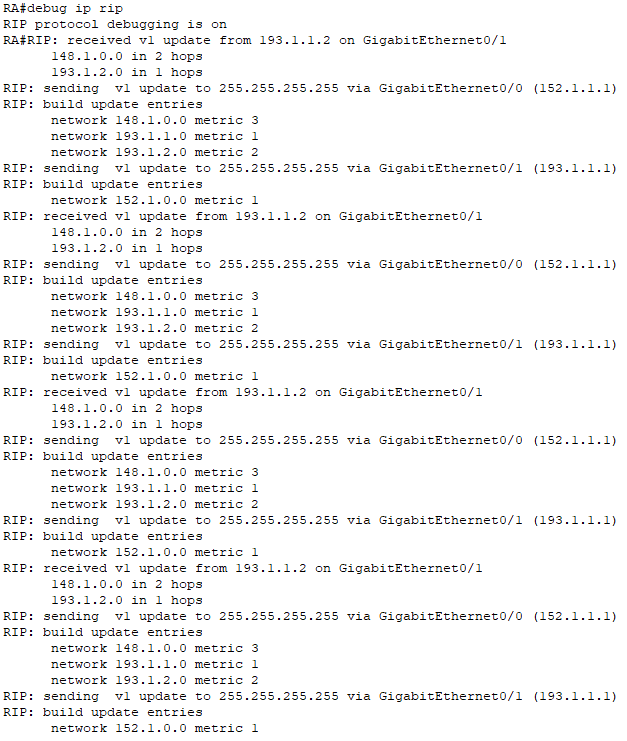 RA#debug ip rip
RIP protocol debugging is on
RA#RIP: received v1 update from 193.1.1.2 on GigabitEthernet0/1
      148.1.0.0 in 2 hops
      193.1.2.0 in 1 hops
RIP: sending  v1 update to 255.255.255.255 via GigabitEthernet0/0 (152.1.1.1)
RIP: build update entries
      network 148.1.0.0 metric 3
      network 193.1.1.0 metric 1
      network 193.1.2.0 metric 2
RIP: sending  v1 update to 255.255.255.255 via GigabitEthernet0/1 (193.1.1.1)
RIP: build update entries
      network 152.1.0.0 metric 1
RIP: received v1 update from 193.1.1.2 on GigabitEthernet0/1
      148.1.0.0 in 2 hops
      193.1.2.0 in 1 hops
RIP: sending  v1 update to 255.255.255.255 via GigabitEthernet0/0 (152.1.1.1)
RIP: build update entries
      network 148.1.0.0 metric 3
      network 193.1.1.0 metric 1
      network 193.1.2.0 metric 2
RIP: sending  v1 update to 255.255.255.255 via GigabitEthernet0/1 (193.1.1.1)
RIP: build update entries
      network 152.1.0.0 metric 1
RIP: received v1 update from 193.1.1.2 on GigabitEthernet0/1
      148.1.0.0 in 2 hops
      193.1.2.0 in 1 hops
RIP: sending  v1 update to 255.255.255.255 via GigabitEthernet0/0 (152.1.1.1)
RIP: build update entries
      network 148.1.0.0 metric 3
      network 193.1.1.0 metric 1
      network 193.1.2.0 metric 2
RIP: sending  v1 update to 255.255.255.255 via GigabitEthernet0/1 (193.1.1.1)
RIP: build update entries
      network 152.1.0.0 metric 1
RIP: received v1 update from 193.1.1.2 on GigabitEthernet0/1
      148.1.0.0 in 2 hops
      193.1.2.0 in 1 hops
RIP: sending  v1 update to 255.255.255.255 via GigabitEthernet0/0 (152.1.1.1)
RIP: build update entries
      network 148.1.0.0 metric 3
      network 193.1.1.0 metric 1
      network 193.1.2.0 metric 2
RIP: sending  v1 update to 255.255.255.255 via GigabitEthernet0/1 (193.1.1.1)
RIP: build update entries
      network 152.1.0.0 metric 1